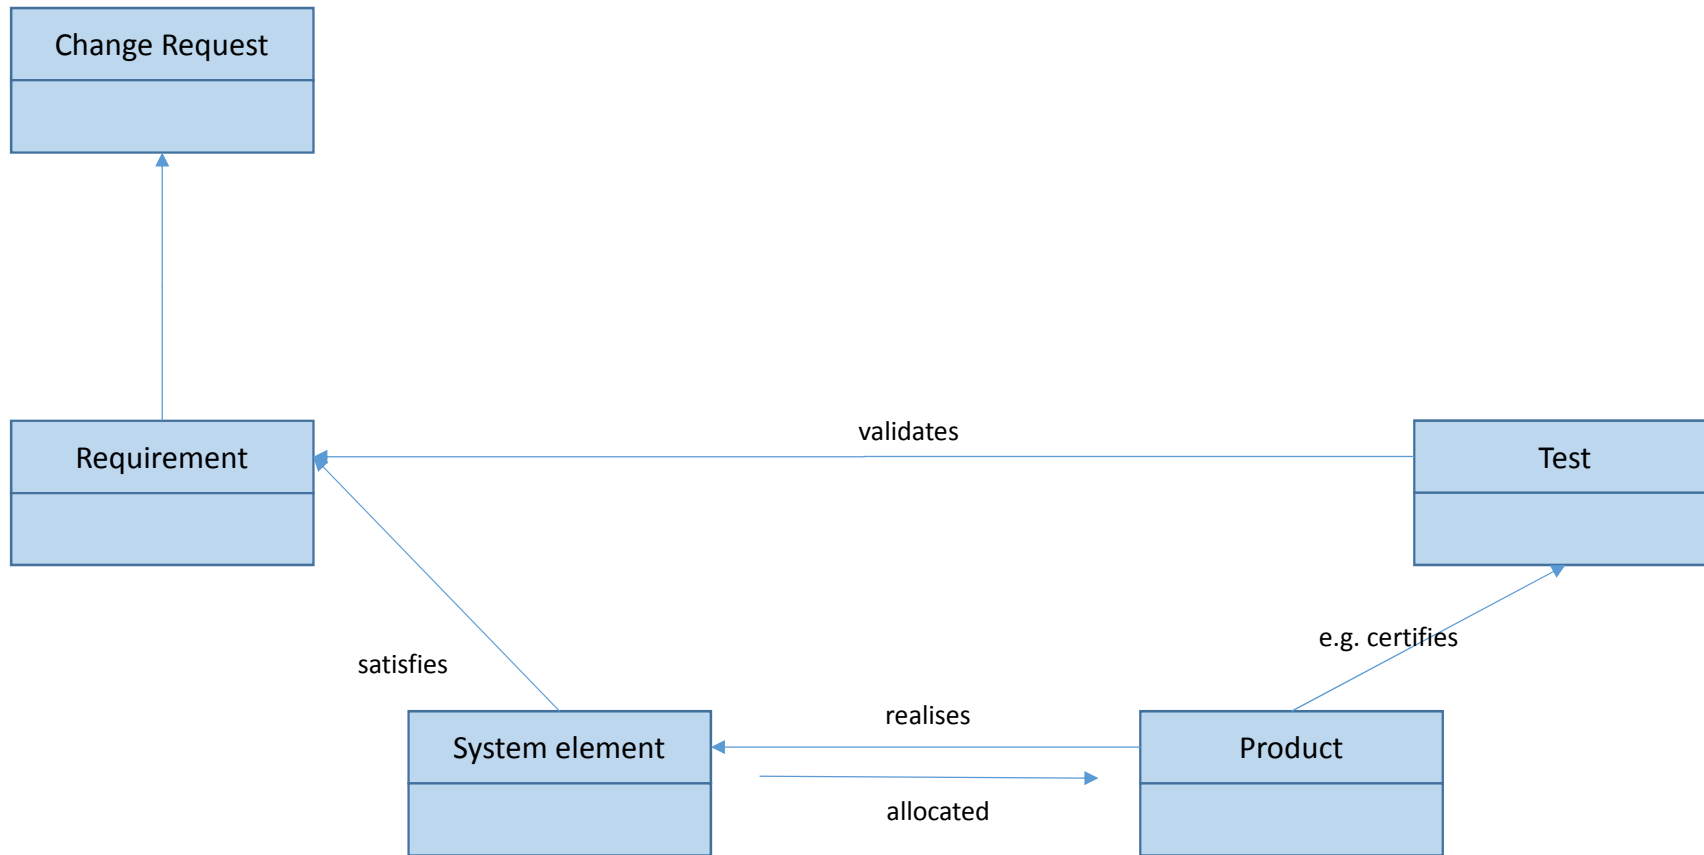 Change Request
validates
Requirement
Test
e.g. certifies
satisfies
realises
System element
Product
allocated